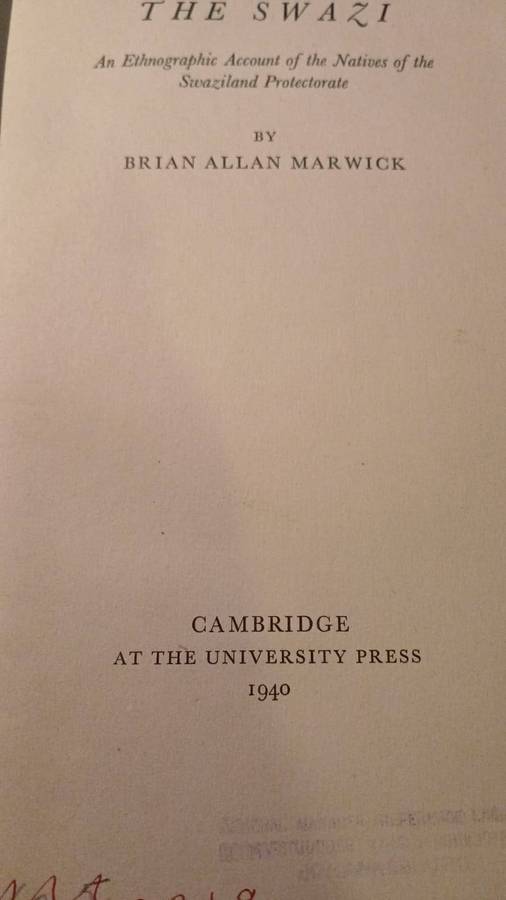 THE SWAZI
An Ethnographic Account of the Natives of the
Swaziland Protectorate
BY
BRIAN ALLAN MARWICK
CAMBRIDGE
AT THE UNIVERSITY PRESS
1940